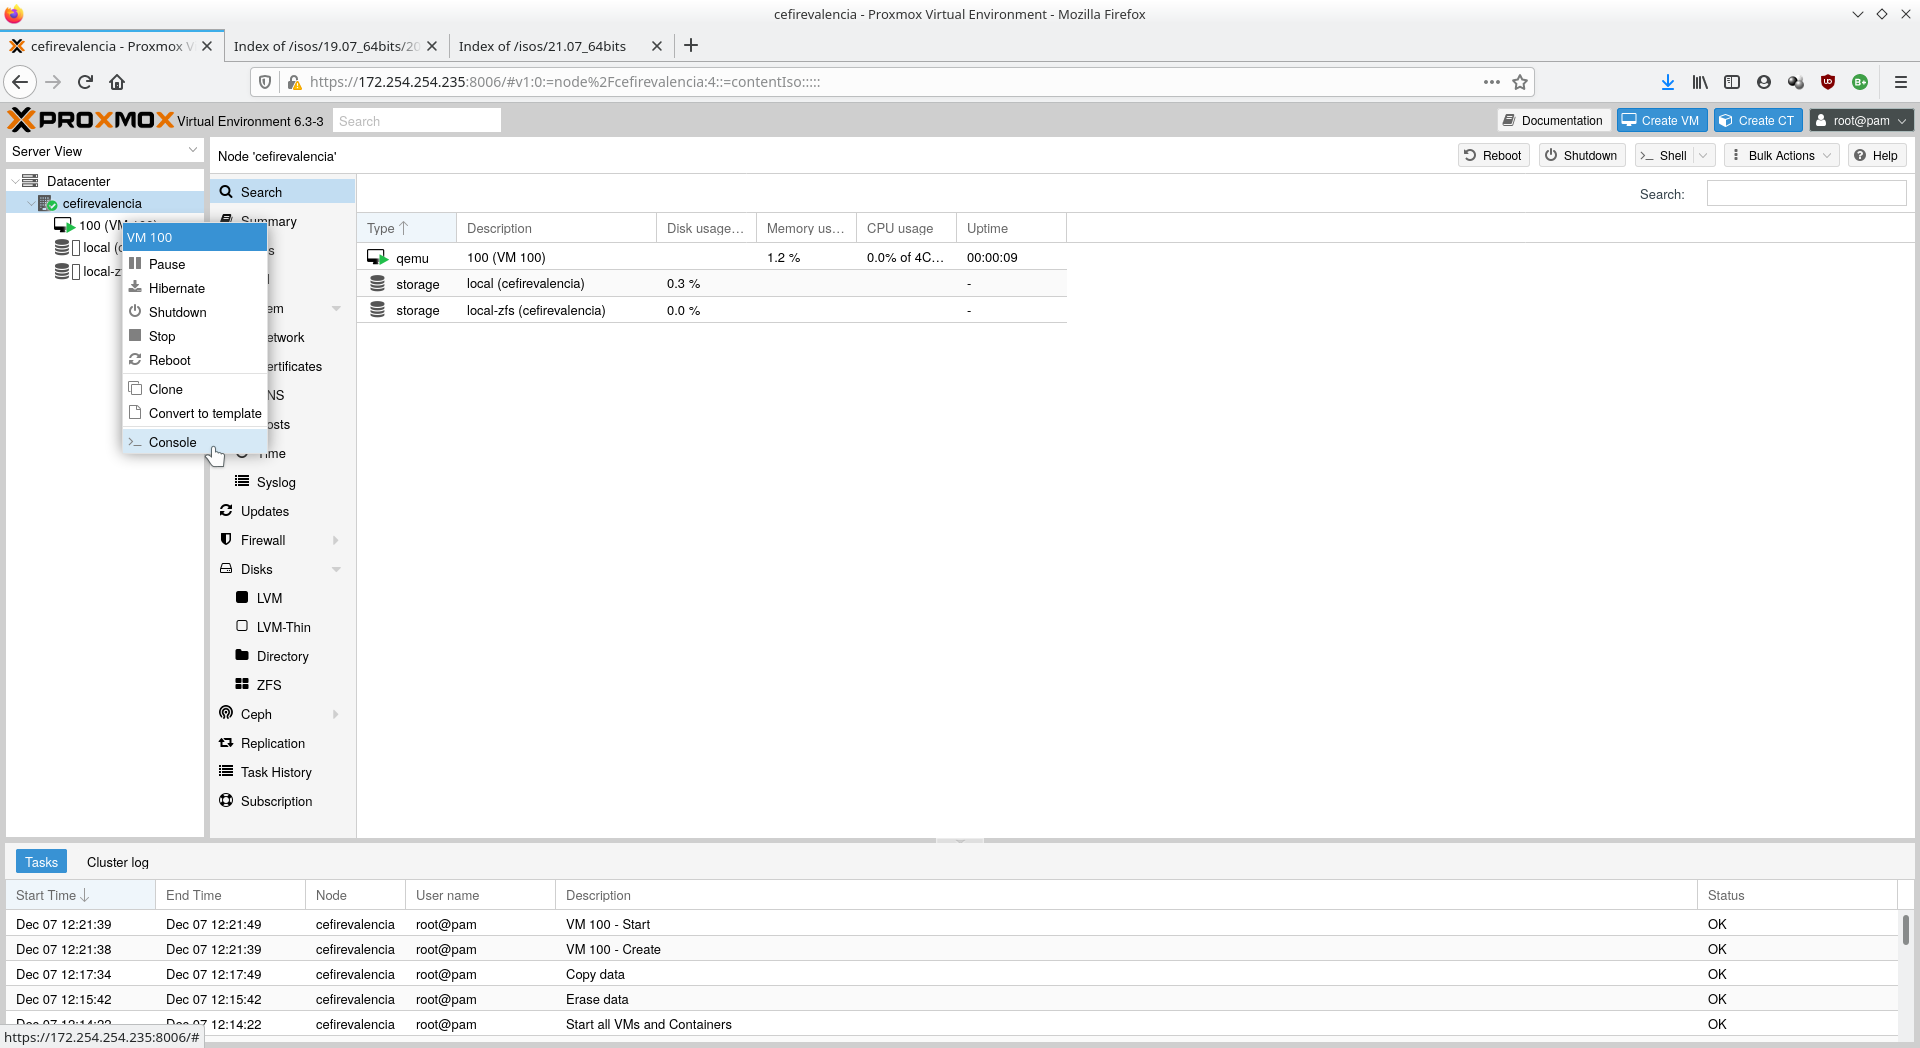 cefirevalencia - Proxmox Virtual Environment - Mozilla Firefox
cefirevalencia - Proxmox V
Index of /isos/19.07_64bits/20
Index of /isos/21.07_64bits
https://172.254.254.235:8006/#v1:0:=node%2Fcefirevalencia:4::=contentIso:::::
PROXMOX Virtual Environment 6.3-3
Search
Documentation
Create VM
Create CT
root@pam
Server View
Node 'cefirevalencia'
Reboot
Shutdown
Shell
Bulk Actions
Help
Datacenter
cefirevalencia
100 (VM 100)
local (c
local-z
VM 100
Pause
Hibernate
Shutdown
Stop
Reboot
Clone
Convert to template
Console
Search
Summary
s
em
etwork
ertificates
NS
osts
Time
Syslog
Updates
Firewall
Disks
LVM
LVM-Thin
Directory
ZFS
Ceph
Replication
Task History
Subscription
Search:
Type Description Disk usage... Memory us... CPU usage Uptime
qemu 100 (VM 100) 1.2 % 0.0% of 4C... 00:00:09
storage local (cefirevalencia) 0.3 % -
storage local-zfs (cefirevalencia) 0.0 % -
Tasks
Cluster log
Start Time End Time Node User name Description Status
Dec 07 12:21:39 Dec 07 12:21:49 cefirevalencia root@pam VM 100 - Start OK
Dec 07 12:21:38 Dec 07 12:21:39 cefirevalencia root@pam VM 100 - Create OK
Dec 07 12:17:34 Dec 07 12:17:49 cefirevalencia root@pam Copy data OK
Dec 07 12:15:42 Dec 07 12:15:42 cefirevalencia root@pam Erase data OK
Dec 07 12:14:22 Dec 07 12:14:22 cefirevalencia root@pam Start all VMs and Containers OK
https://172.254.254.235:8006/#